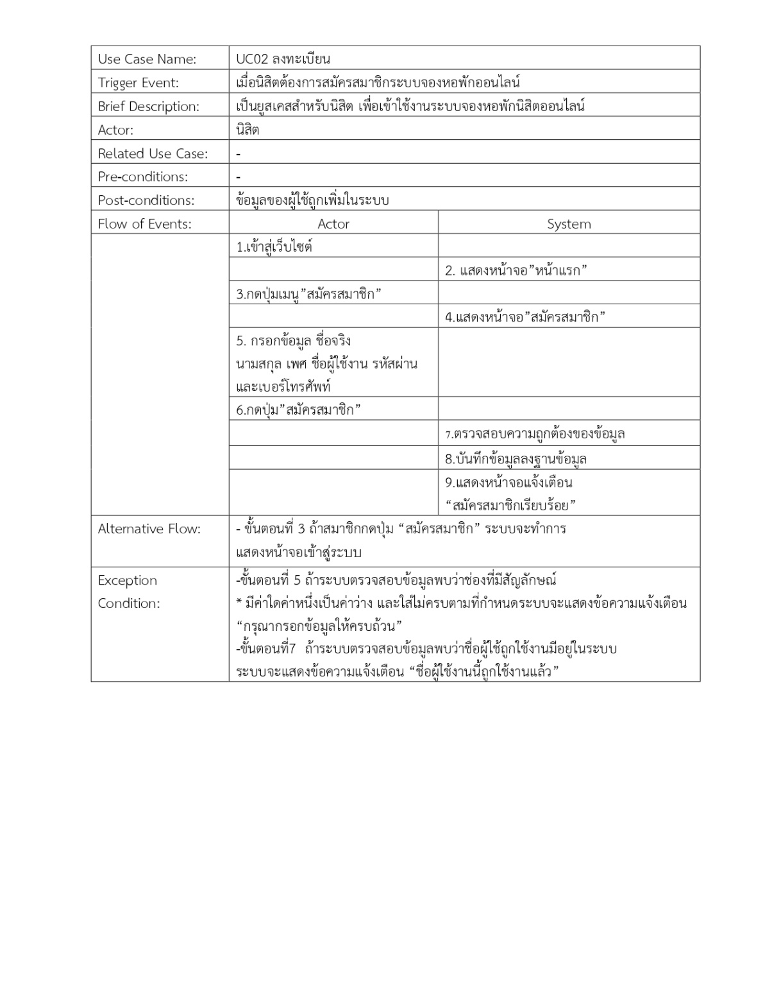 Use Case Name: UC02 ลงทะเบียน
Trigger Event: เมื่อนิสิตต้องการสมัครสมาชิกระบบจองหอพักออนไลน์
Brief Description: เป็นยูสเคสสำหรับนิสิต เพื่อเข้าใช้งานระบบจองหอพักนิสิตออนไลน์
Actor: นิสิต
Related Use Case: -
Pre-conditions: -
Post-conditions: ข้อมูลของผู้ใช้ถูกเพิ่มในระบบ
Flow of Events: Actor System
1.เข้าสู่เว็บไซต์
2. แสดงหน้าจอ”หน้าแรก”
3.กดปุ่มเมนู”สมัครสมาชิก”
4.แสดงหน้าจอ”สมัครสมาชิก”
5. กรอกข้อมูล ชื่อจริง
นามสกุล เพศ ชื่อผู้ใช้งาน รหัสผ่าน
และเบอร์โทรศัพท์
6.กดปุ่ม”สมัครสมาชิก”
7.ตรวจสอบความถูกต้องของข้อมูล
8.บันทึกข้อมูลลงฐานข้อมูล
9.แสดงหน้าจอแจ้งเตือน
“สมัครสมาชิกเรียบร้อย”
Alternative Flow: - ขั้นตอนที่ 3 ถ้าสมาชิกกดปุ่ม “สมัครสมาชิก” ระบบจะทำการ
แสดงหน้าจอเข้าสู่ระบบ
Exception -ขั้นตอนที่ 5 ถ้าระบบตรวจสอบข้อมูลพบว่าช่องที่มีสัญลักษณ์
Condition: * มีค่าใดค่าหนึ่งเป็นค่าว่าง และใส่ไม่ครบตามที่กำหนดระบบจะแสดงข้อความแจ้งเตือน
“กรุณากรอกข้อมูลให้ครบถ้วน”
-ขั้นตอนที่7 ถ้าระบบตรวจสอบข้อมูลพบว่าชื่อผู้ใช้ถูกใช้งานมีอยู่ในระบบ
ระบบจะแสดงข้อความแจ้งเตือน “ชื่อผู้ใช้งานนี้ถูกใช้งานแล้ว”